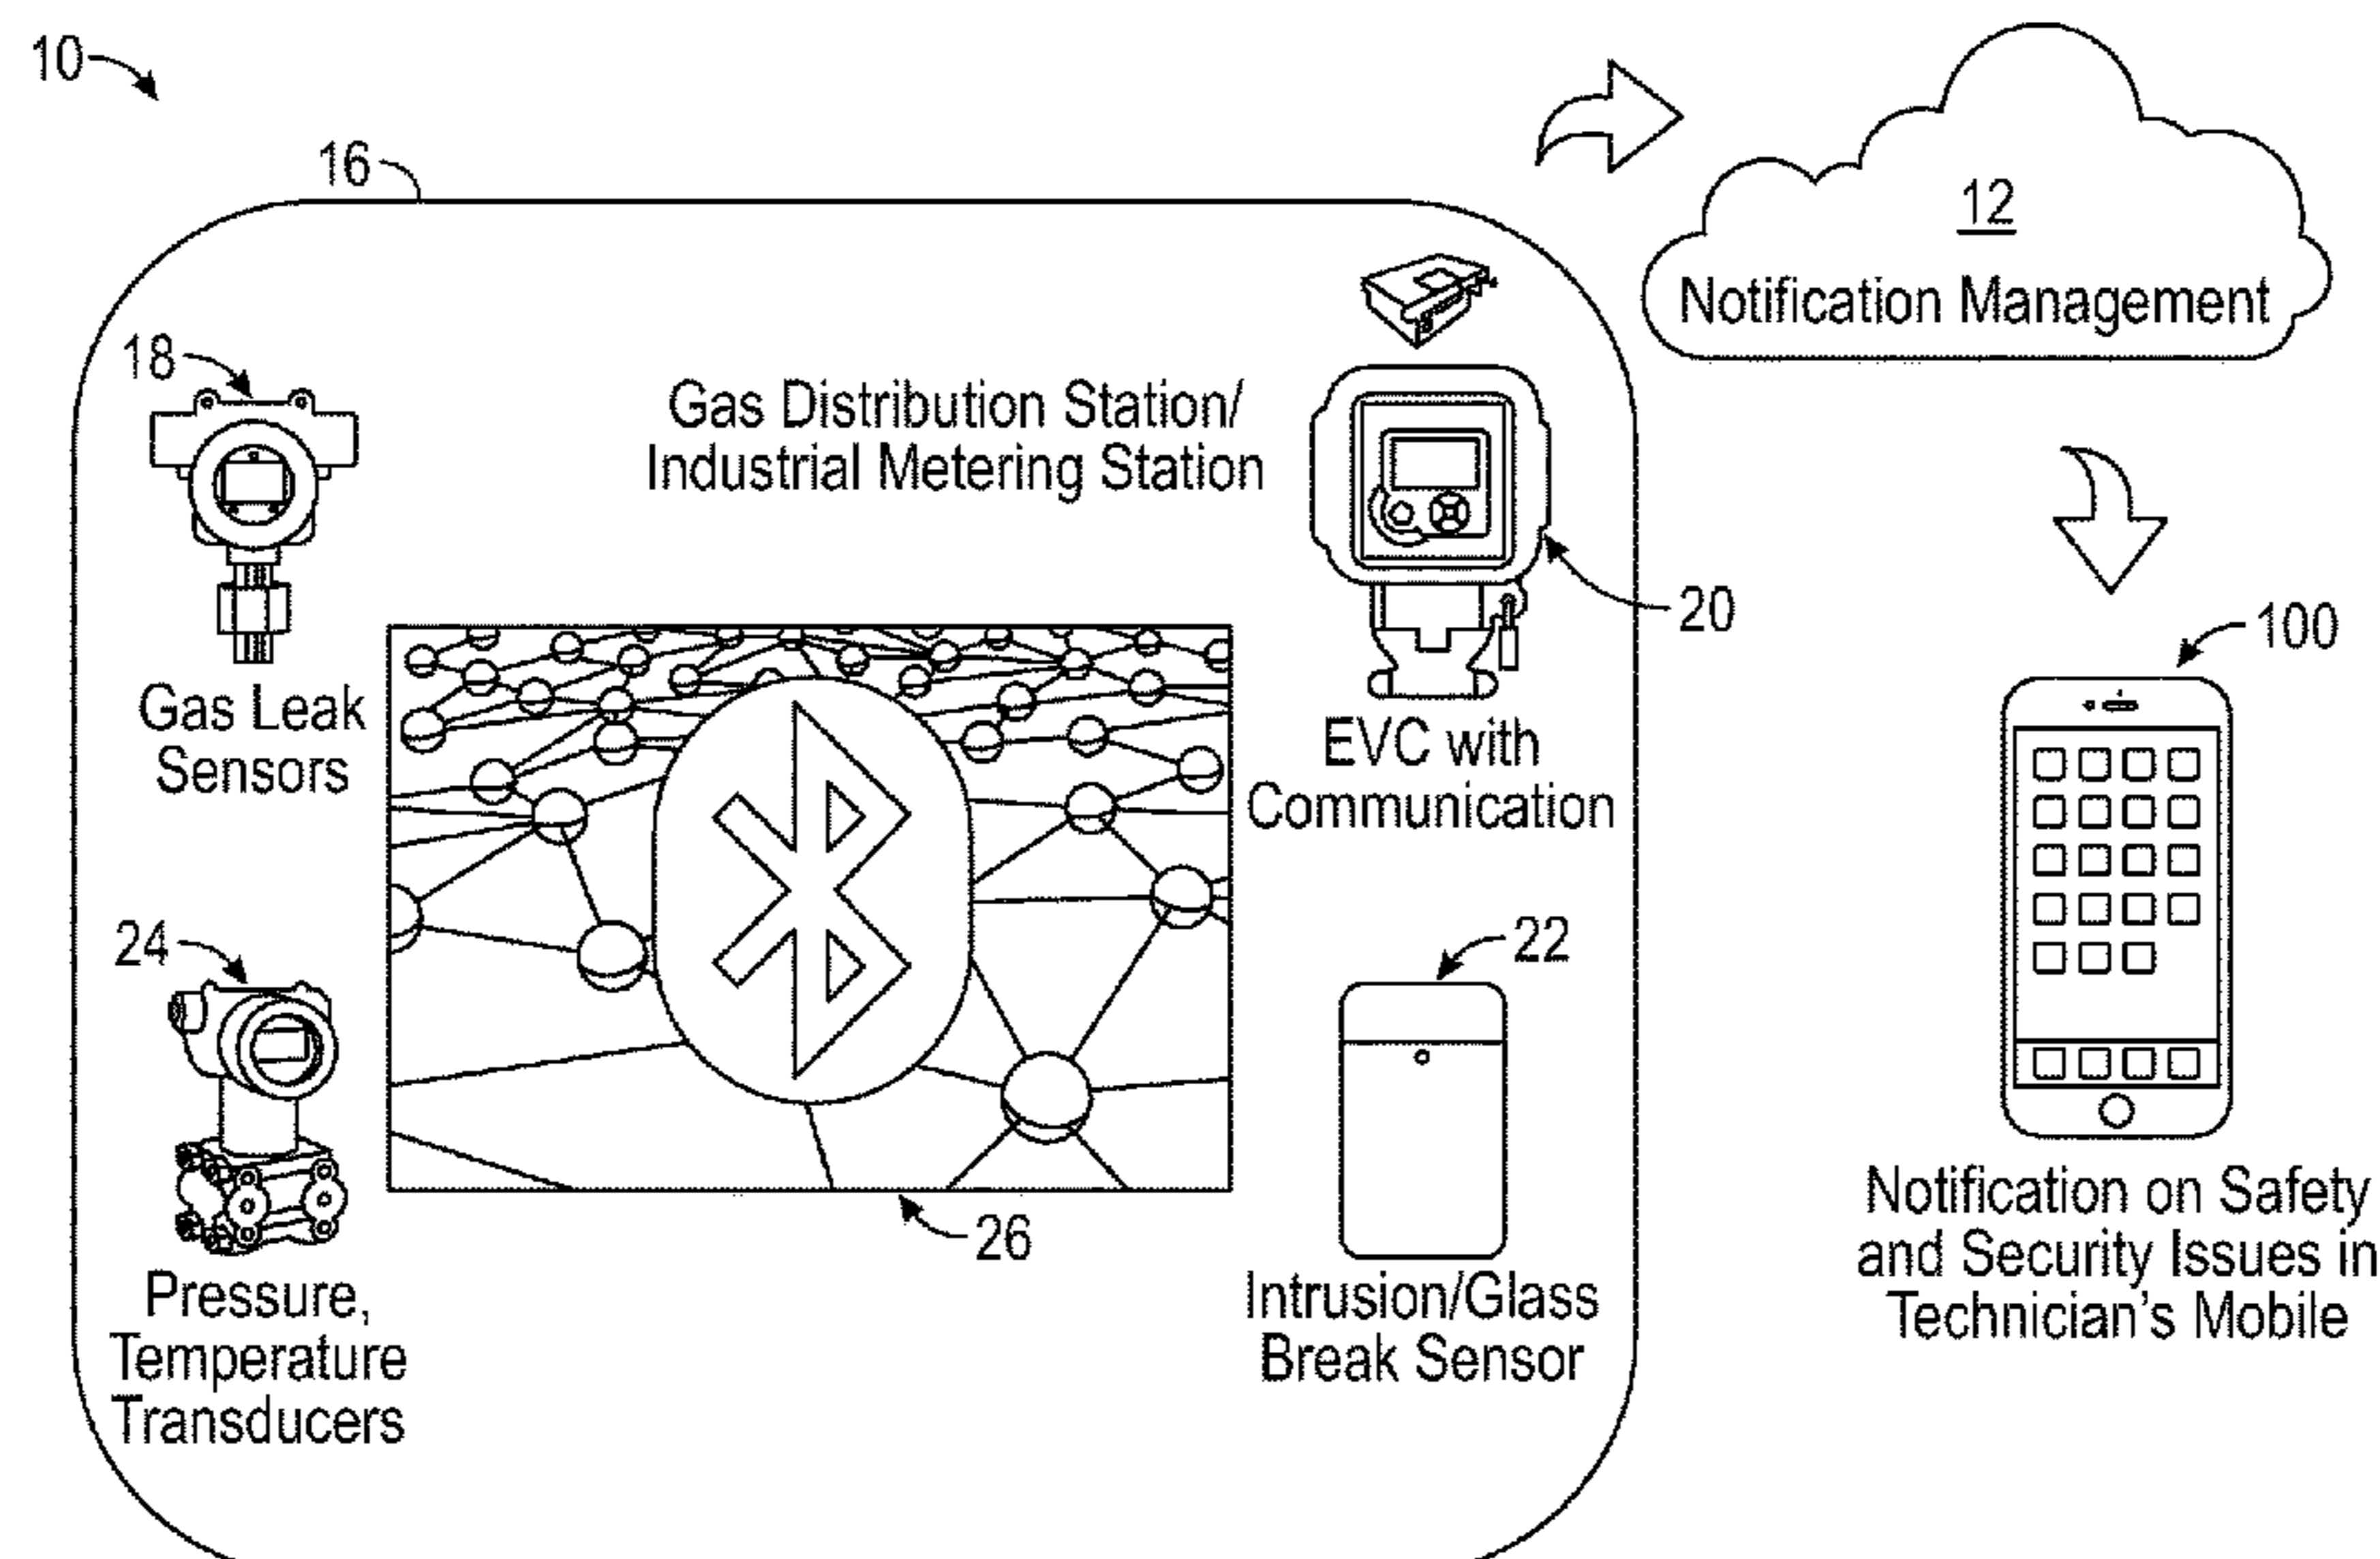 10
16
12
Notification Management
18
Gas Distribution Station/
Industrial Metering Station
20
100
Gas Leak
Sensors
EVC with
Communication
24
22
26
Pressure,
Temperature
Transducers
Intrusion/Glass
Break Sensor
Notification on Safety
and Security Issues in
Technician's Mobile